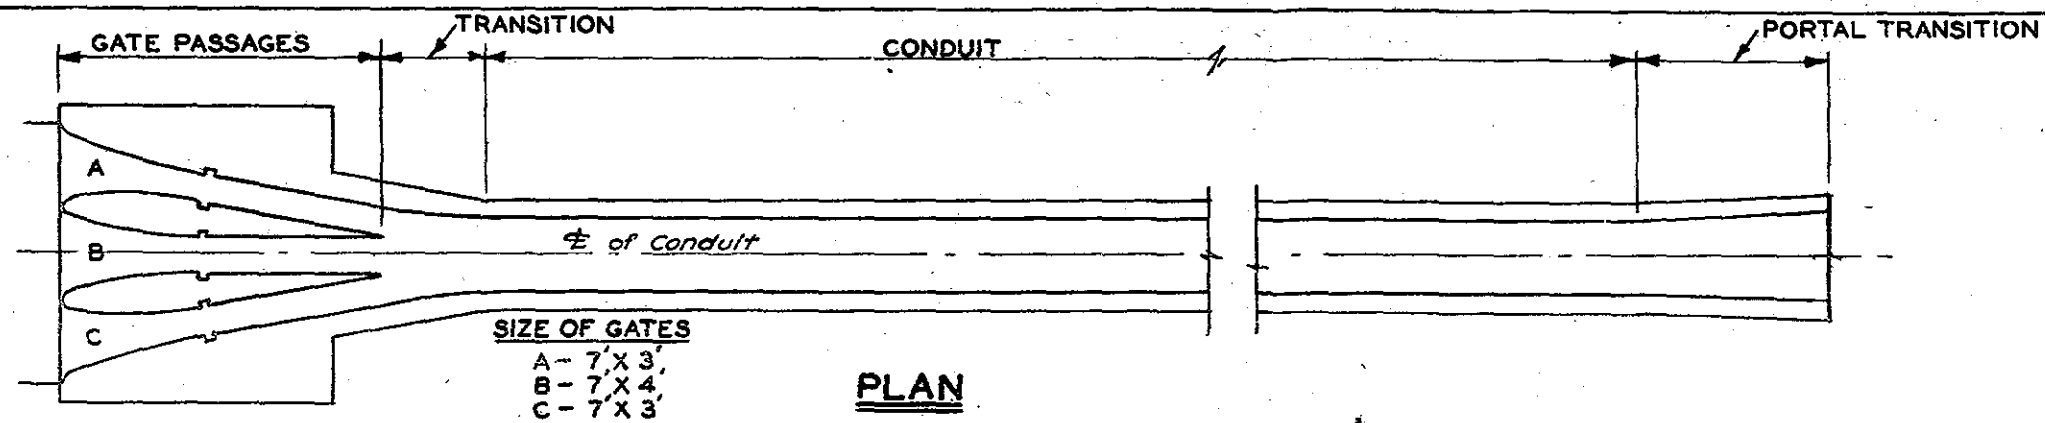 TRANSITION
PORTAL TRANSITION
GATE PASSAGES
CONDUIT
A
B
℄ of Conduit
C
SIZE OF GATES
A - 7' X 3'
B - 7' X 4'
C - 7' X 3'
PLAN